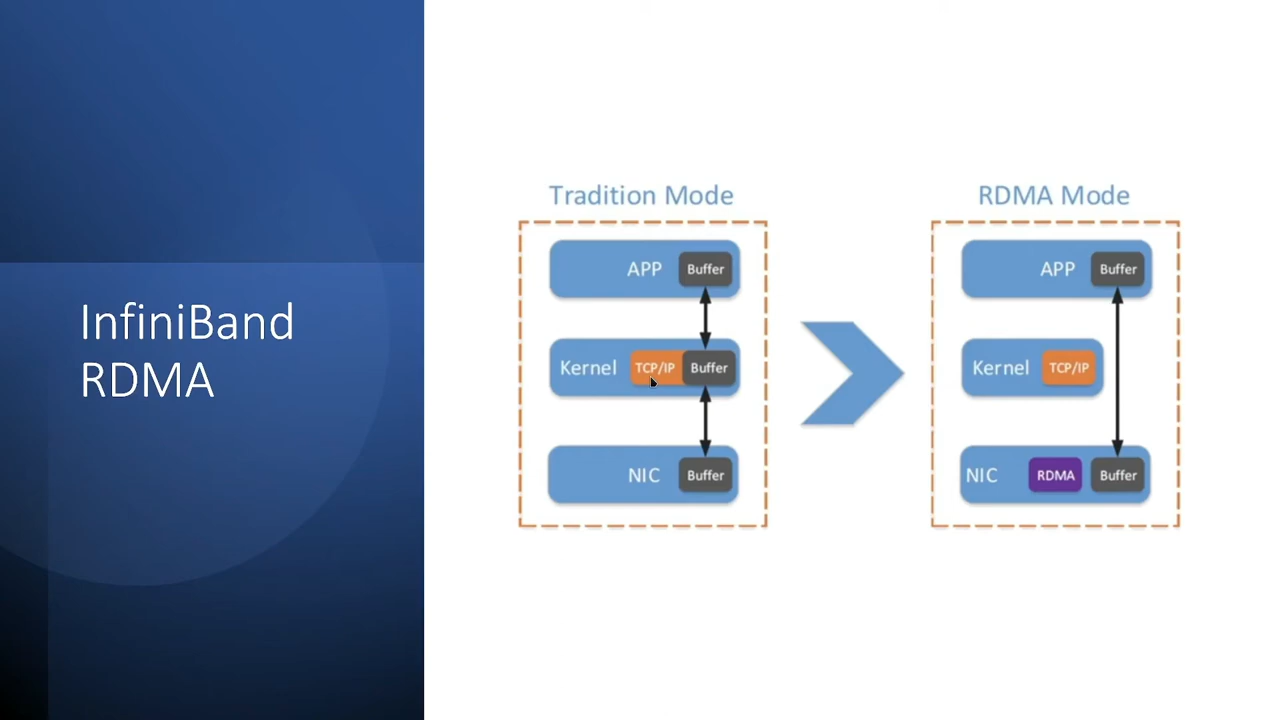 InfiniBand
RDMA
Tradition Mode
APP Buffer
Kernel TCP/IP Buffer
NIC Buffer
RDMA Mode
APP Buffer
Kernel TCP/IP
NIC RDMA Buffer